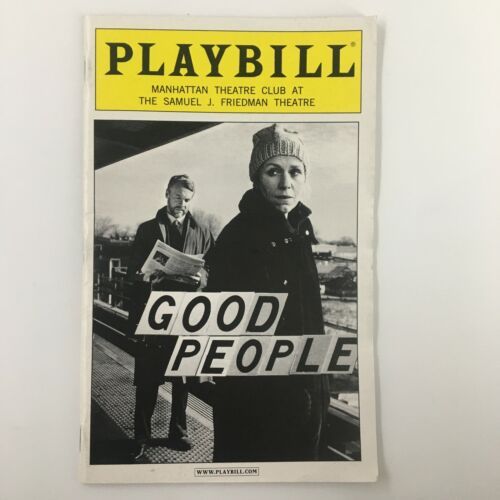 PLAYBILL®
MANHATTAN THEATRE CLUB AT
THE SAMUEL J. FRIEDMAN THEATRE
GOOD
PEOPLE
WWW.PLAYBILL.COM